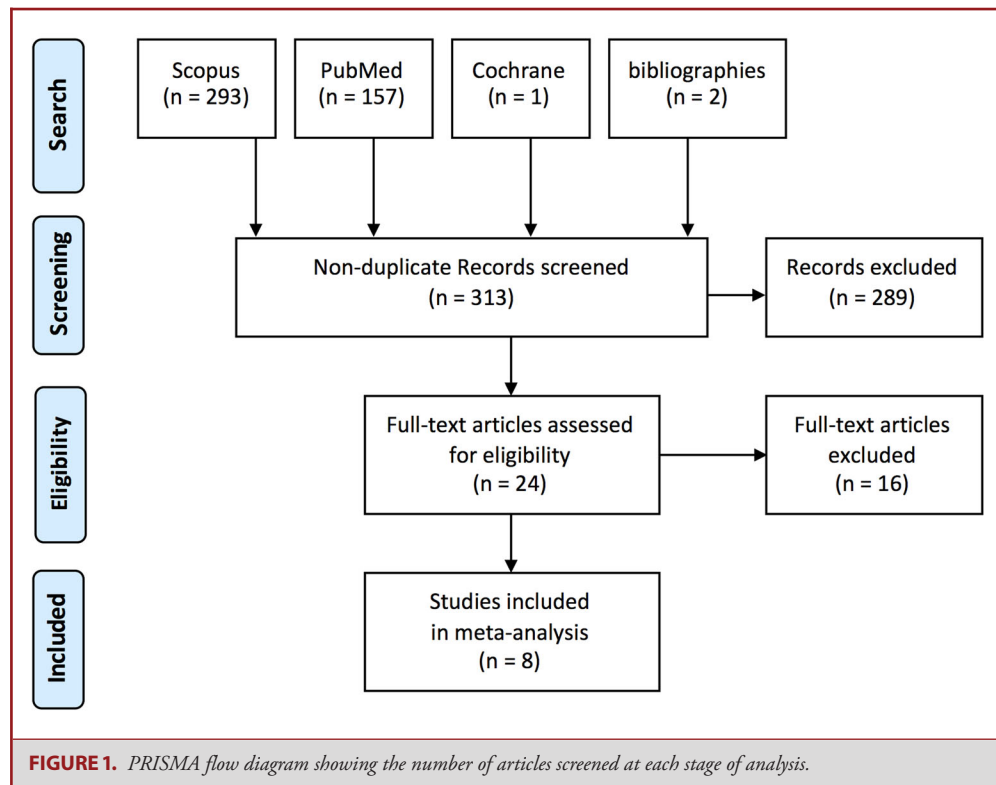 Search
Scopus
(n = 293)
PubMed
(n = 157)
Cochrane
(n = 1)
bibliographies
(n = 2)
Screening
Non-duplicate Records screened
(n = 313)
Records excluded
(n = 289)
Eligibility
Full-text articles assessed
for eligibility
(n = 24)
Full-text articles
excluded
(n = 16)
Included
Studies included
in meta-analysis
(n = 8)
FIGURE 1. PRISMA flow diagram showing the number of articles screened at each stage of analysis.